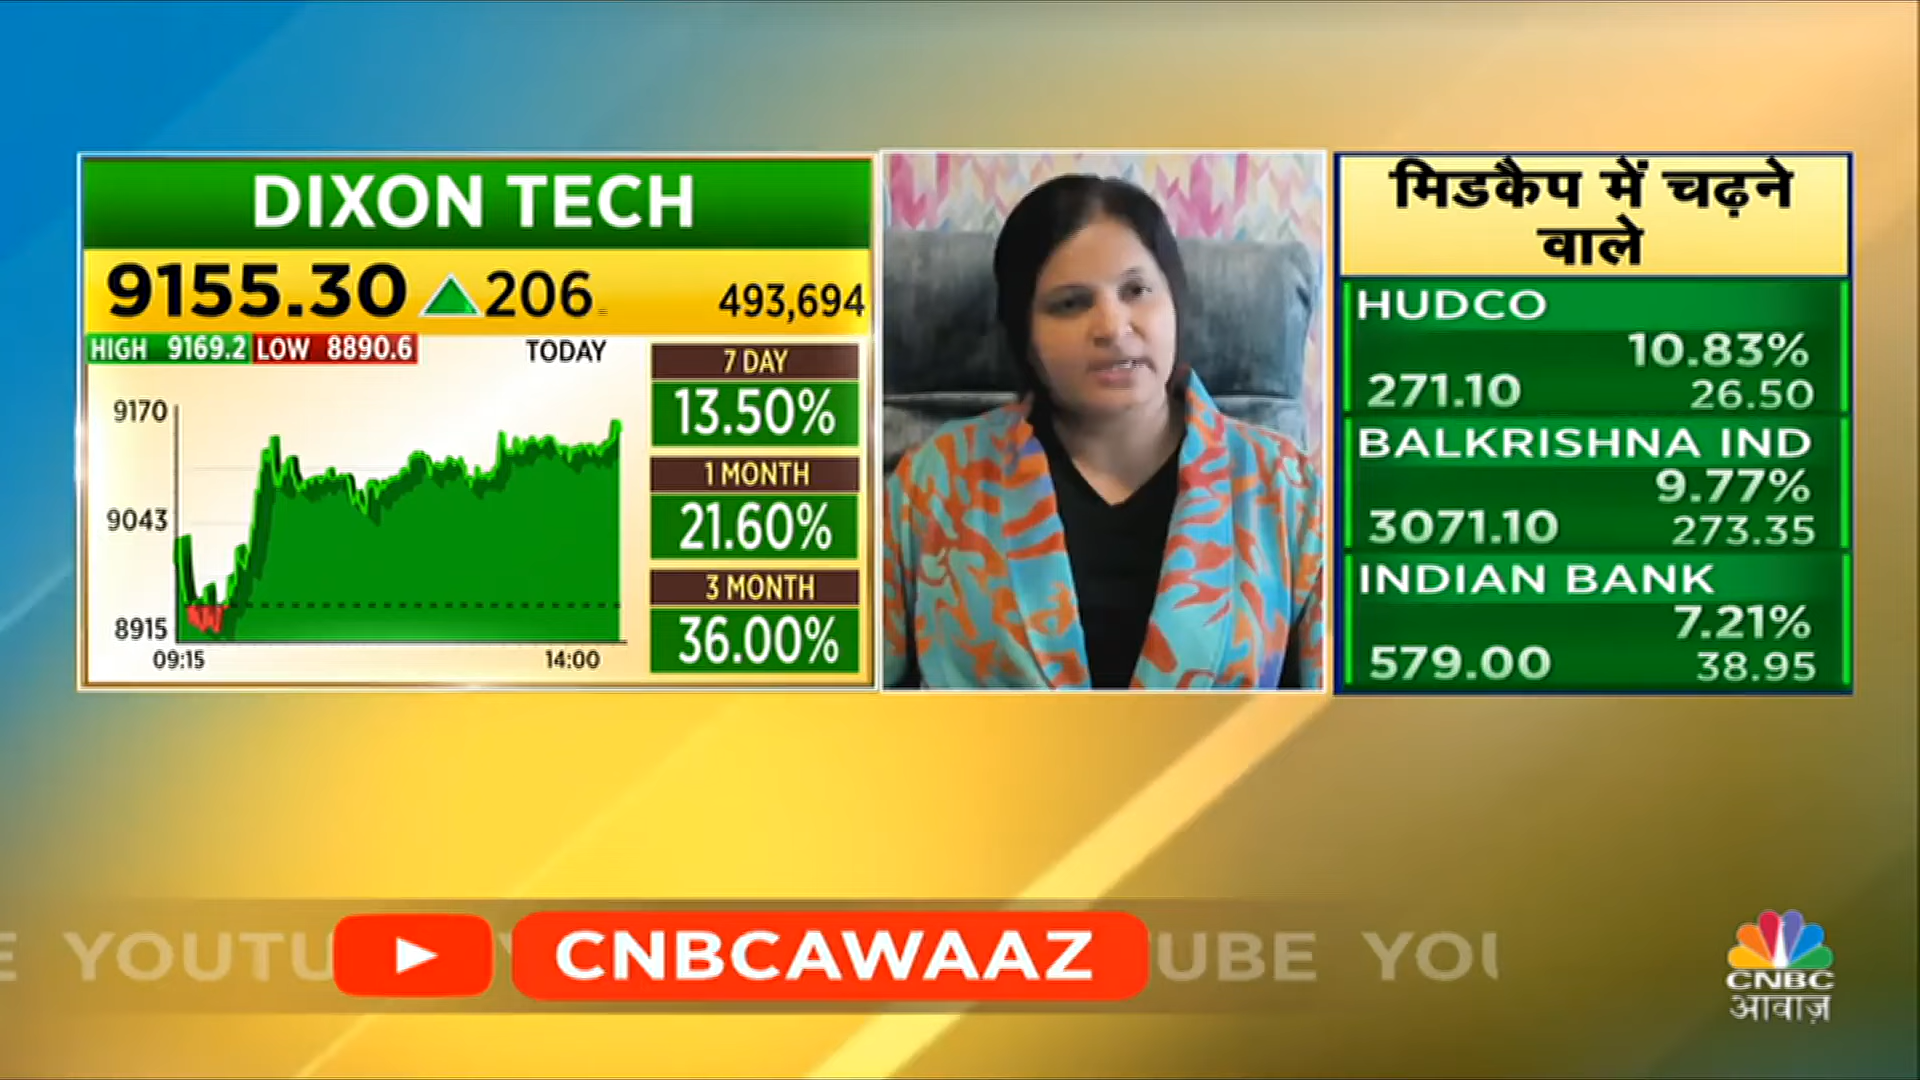 DIXON TECH
9155.30 206 493,694
HIGH 9169.2 LOW 8890.6 TODAY
9170
9043
8915
09:15 14:00
7 DAY
13.50%
1 MONTH
21.60%
3 MONTH
36.00%
मिडकैप में चढ़ने
वाले
HUDCO
10.83%
271.10 26.50
BALKRISHNA IND
9.77%
3071.10 273.35
INDIAN BANK
7.21%
579.00 38.95
E YOUTU CNBCAWAAZ TUBE YOU
CNBC
आवाज़